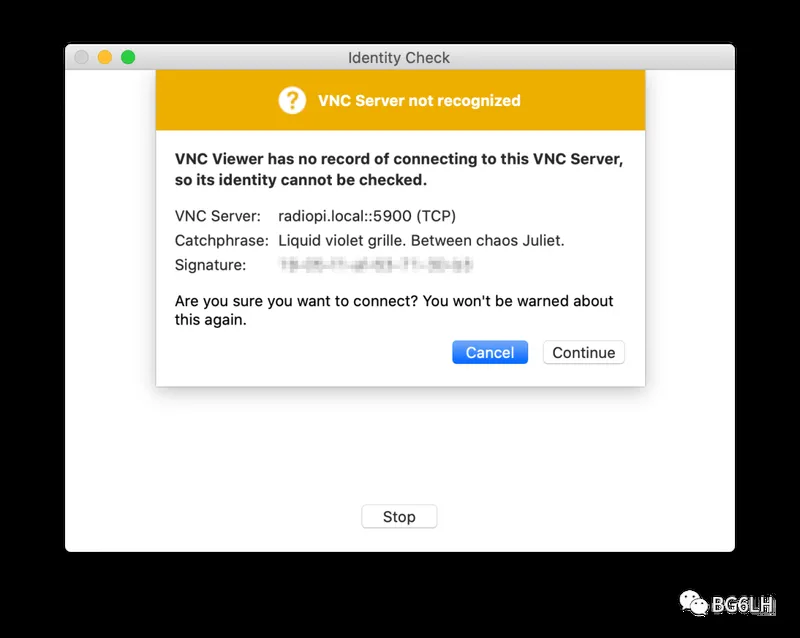 Identity Check
VNC Server not recognized
VNC Viewer has no record of connecting to this VNC Server,
so its identity cannot be checked.
VNC Server: radiopi.local::5900 (TCP)
Catchphrase: Liquid violet grille. Between chaos Juliet.
Signature:
Are you sure you want to connect? You won't be warned about
this again.
Cancel Continue
Stop
BG6LH